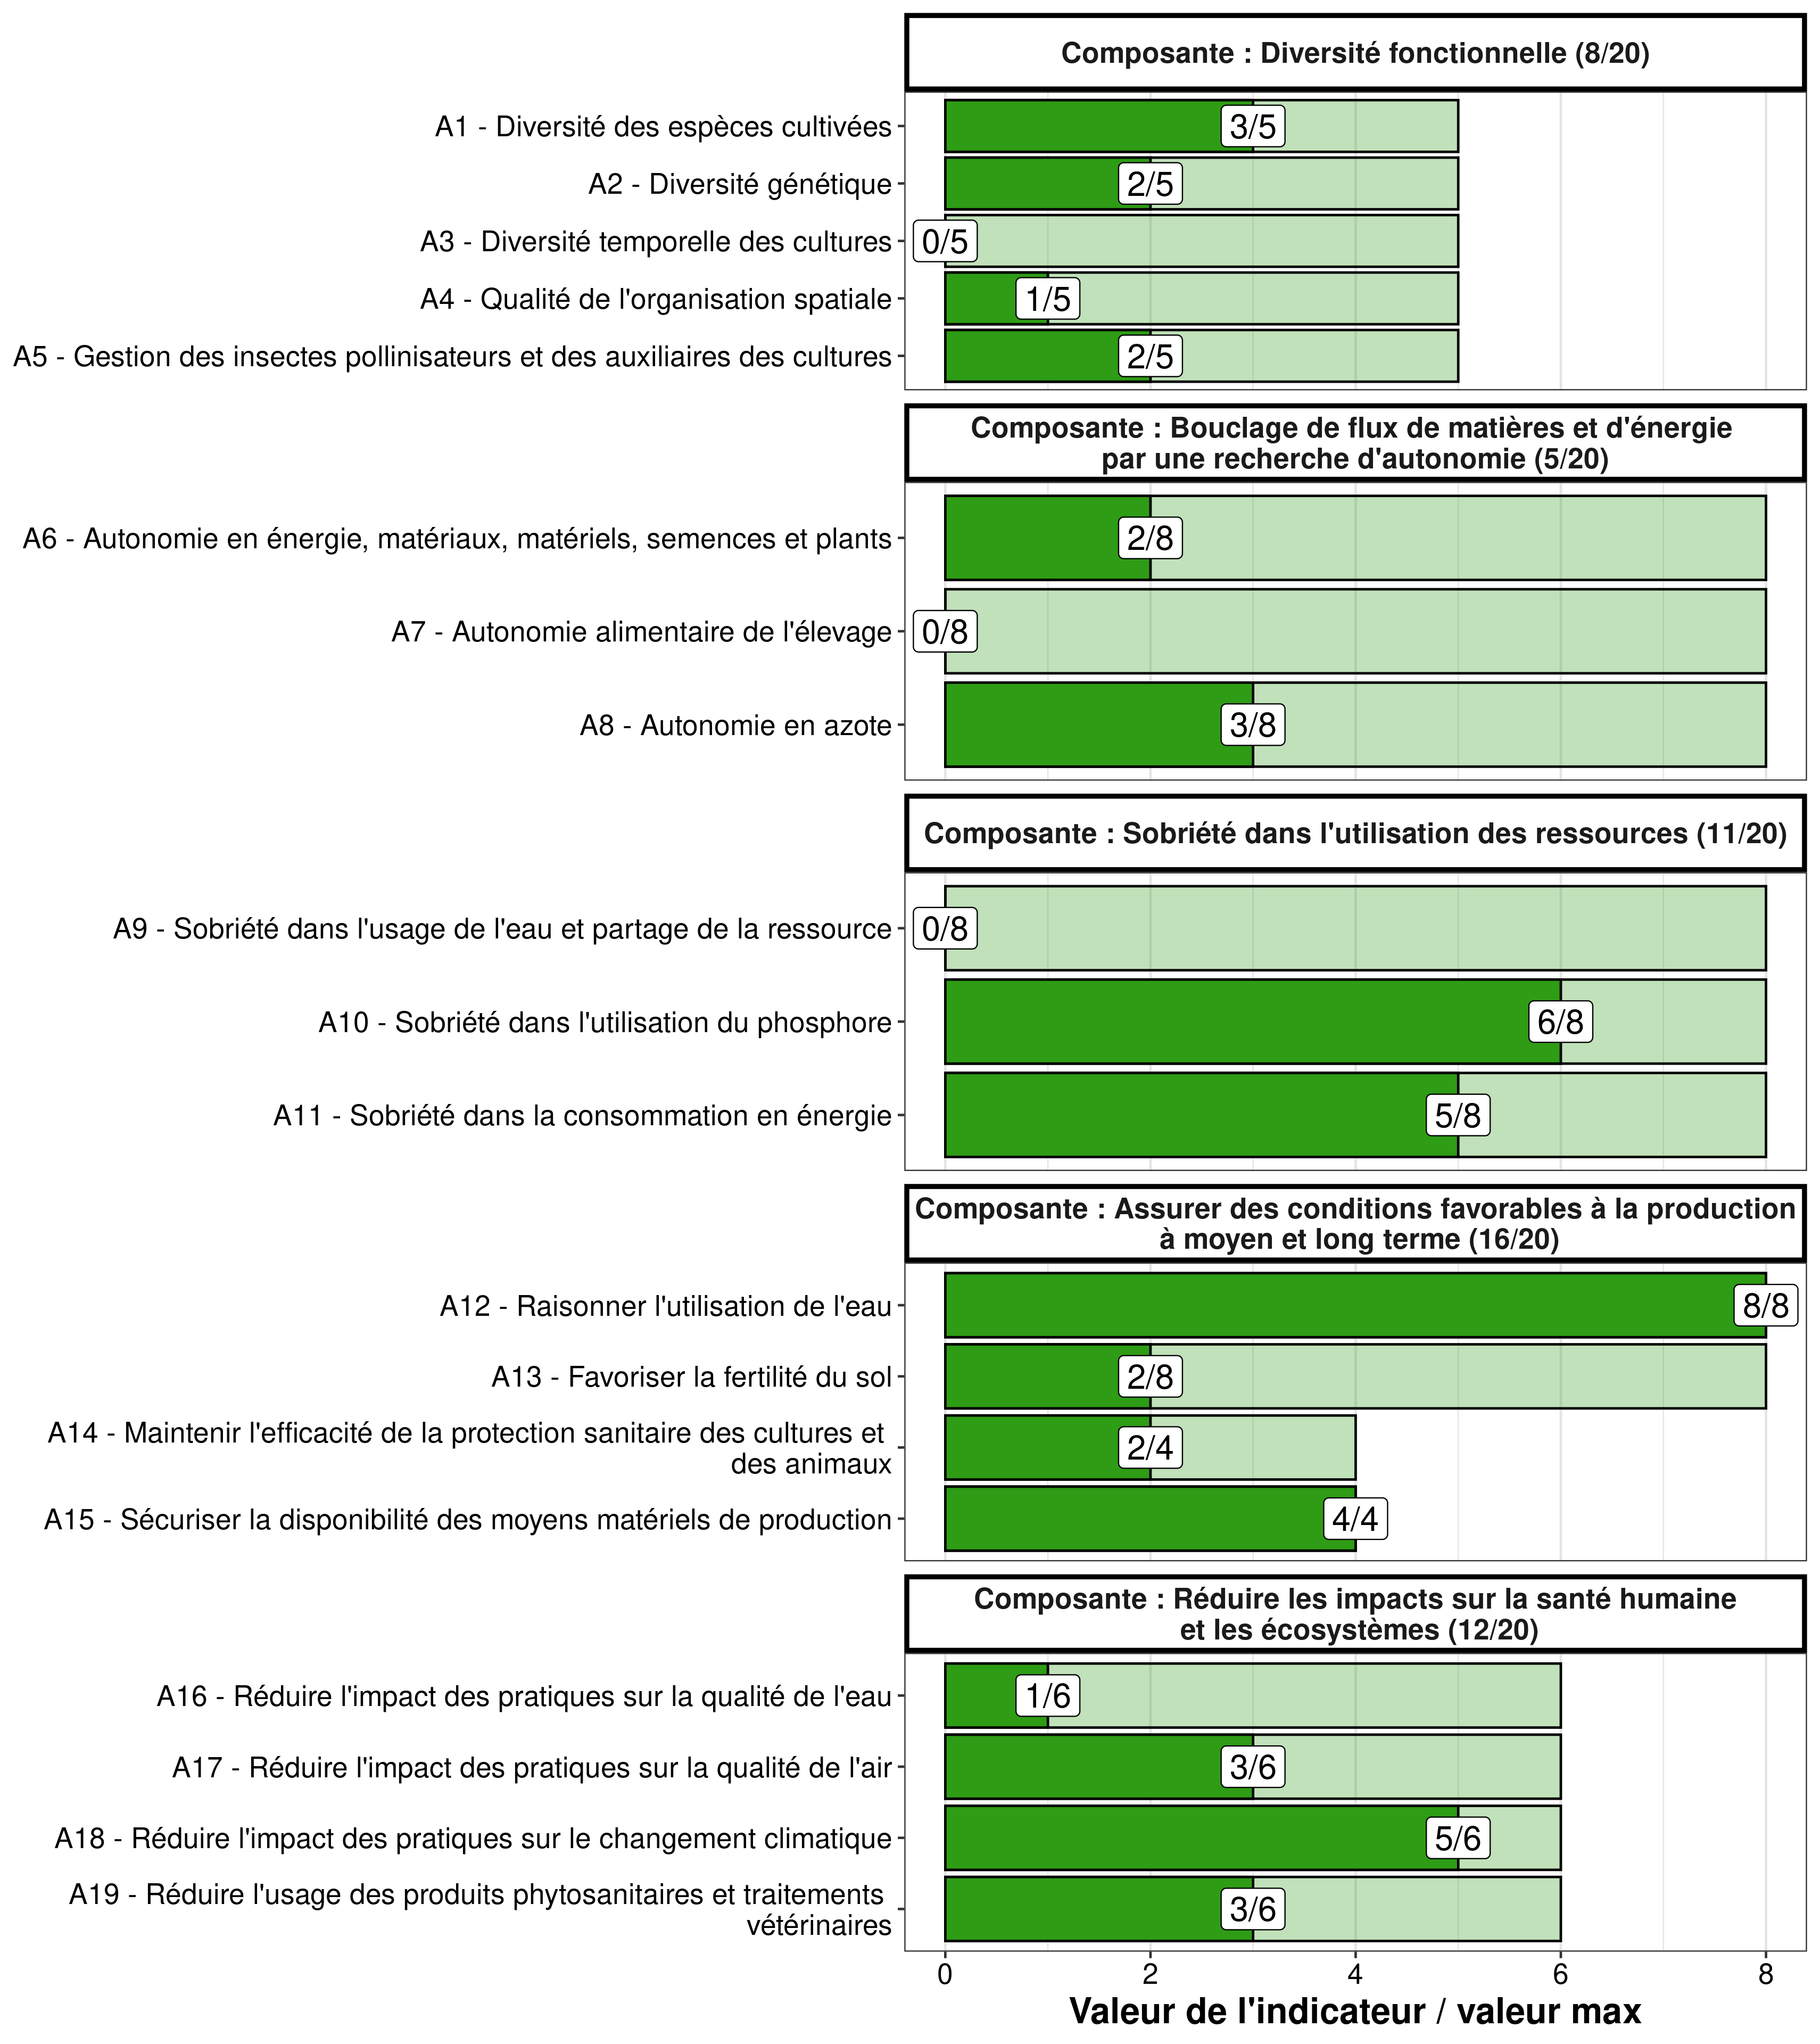 Composante : Diversité fonctionnelle (8/20)
A1 - Diversité des espèces cultivées
3/5
A2 - Diversité génétique
2/5
A3 - Diversité temporelle des cultures
0/5
A4 - Qualité de l'organisation spatiale
1/5
A5 - Gestion des insectes pollinisateurs et des auxiliaires des cultures
2/5
Composante : Bouclage de flux de matières et d'énergie
par une recherche d'autonomie (5/20)
A6 - Autonomie en énergie, matériaux, matériels, semences et plants
2/8
A7 - Autonomie alimentaire de l'élevage
0/8
A8 - Autonomie en azote
3/8
Composante : Sobriété dans l'utilisation des ressources (11/20)
A9 - Sobriété dans l'usage de l'eau et partage de la ressource
0/8
A10 - Sobriété dans l'utilisation du phosphore
6/8
A11 - Sobriété dans la consommation en énergie
5/8
Composante : Assurer des conditions favorables à la production
à moyen et long terme (16/20)
A12 - Raisonner l'utilisation de l'eau
8/8
A13 - Favoriser la fertilité du sol
2/8
A14 - Maintenir l'efficacité de la protection sanitaire des cultures et
des animaux
2/4
A15 - Sécuriser la disponibilité des moyens matériels de production
4/4
Composante : Réduire les impacts sur la santé humaine
et les écosystèmes (12/20)
A16 - Réduire l'impact des pratiques sur la qualité de l'eau
1/6
A17 - Réduire l'impact des pratiques sur la qualité de l'air
3/6
A18 - Réduire l'impact des pratiques sur le changement climatique
5/6
A19 - Réduire l'usage des produits phytosanitaires et traitements
vétérinaires
3/6
0 2 4 6 8
Valeur de l'indicateur / valeur max